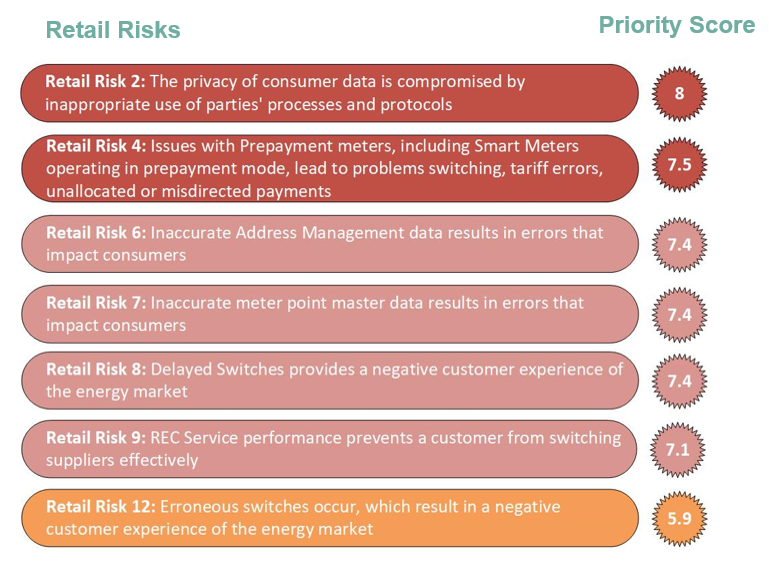 Retail Risks
Priority Score
Retail Risk 2: The privacy of consumer data is compromised by
inappropriate use of parties' processes and protocols
8
Retail Risk 4: Issues with Prepayment meters, including Smart Meters
operating in prepayment mode, lead to problems switching, tariff errors,
unallocated or misdirected payments
7.5
Retail Risk 6: Inaccurate Address Management data results in errors that
impact consumers
7.4
Retail Risk 7: Inaccurate meter point master data results in errors that
impact consumers
7.4
Retail Risk 8: Delayed Switches provides a negative customer experience of
the energy market
7.4
Retail Risk 9: REC Service performance prevents a customer from switching
suppliers effectively
7.1
Retail Risk 12: Erroneous switches occur, which result in a negative
customer experience of the energy market
5.9